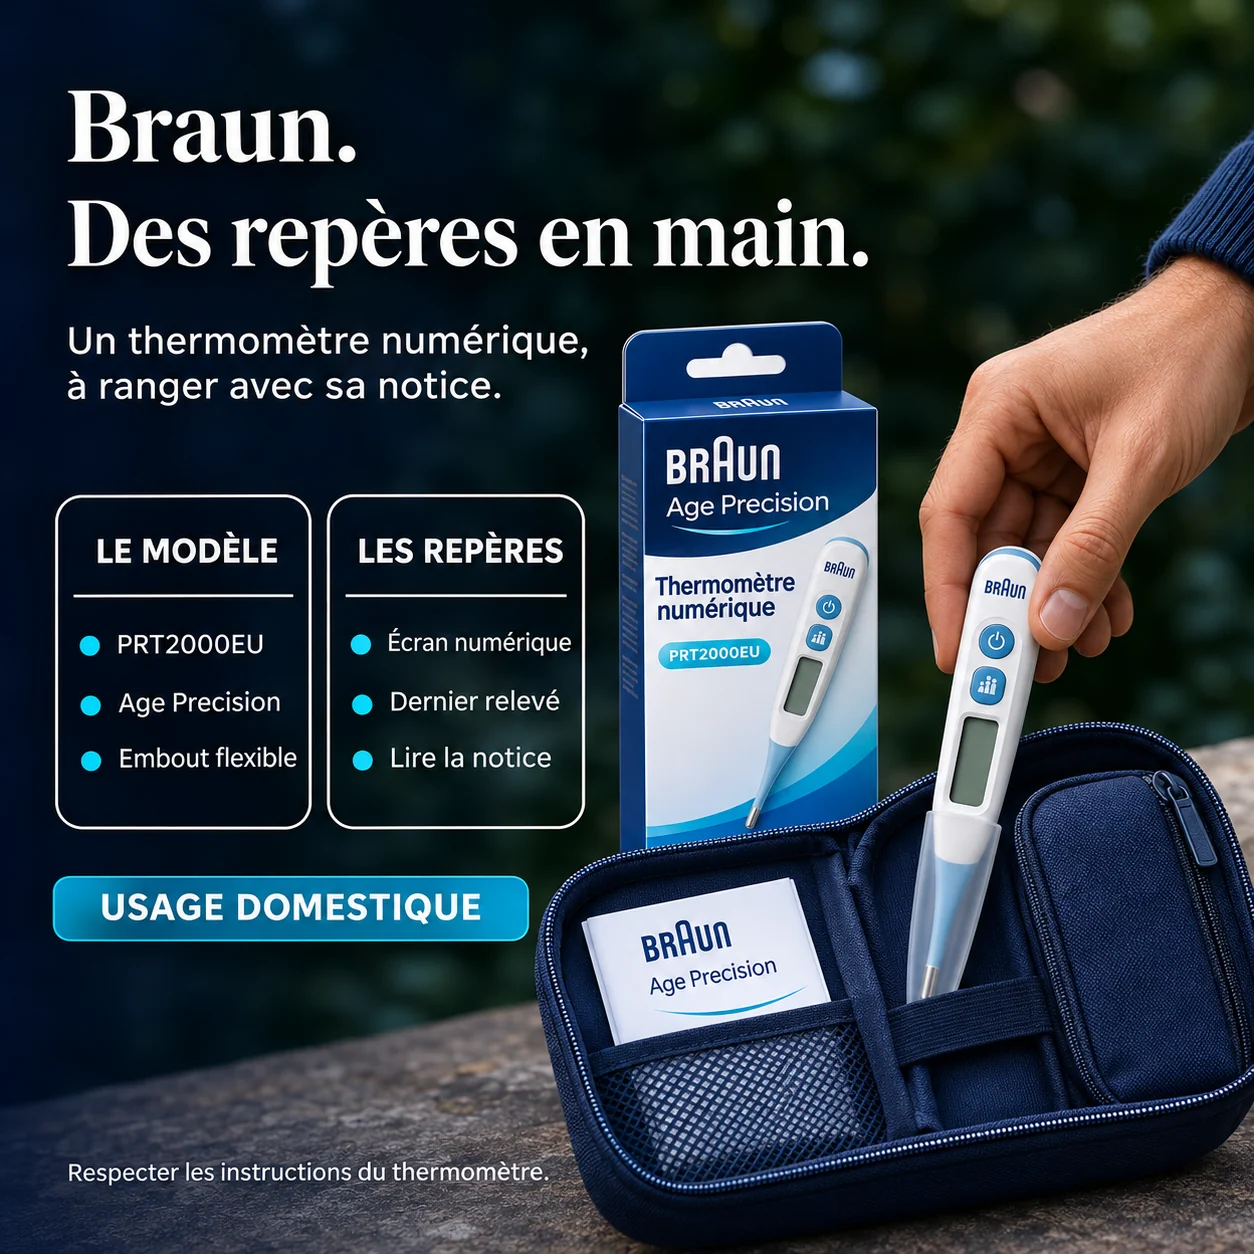 Braun.
Des repères en main.
Un thermomètre numérique,
à ranger avec sa notice.
LE MODÈLE
PRT2000EU
Age Precision
Embout flexible
LES REPÈRES
Écran numérique
Dernier relevé
Lire la notice
USAGE DOMESTIQUE
Respecter les instructions du thermomètre.
BRAUN
BRAUN
Age Precision
Thermomètre
numérique
PRT2000EU
BRAUN
BRAUN
BRAUN
Age Precision